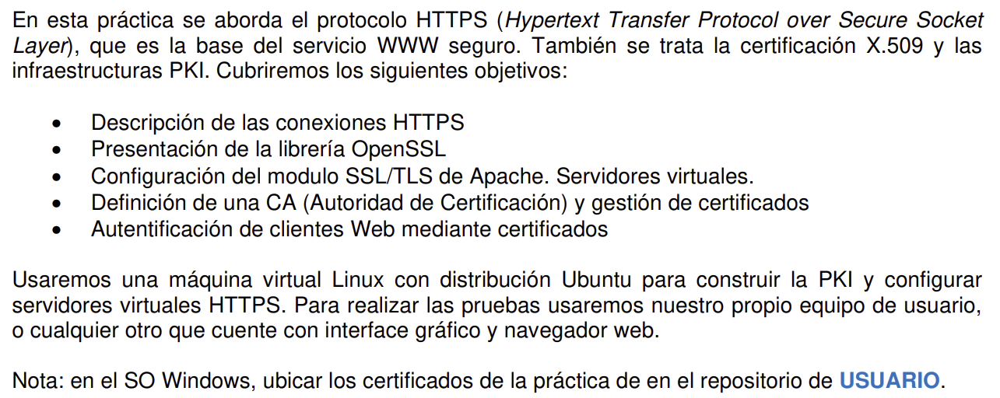 En esta práctica se aborda el protocolo HTTPS (Hypertext Transfer Protocol over Secure Socket
Layer), que es la base del servicio WWW seguro. También se trata la certificación X.509 y las
infraestructuras PKI. Cubriremos los siguientes objetivos:
• Descripción de las conexiones HTTPS
• Presentación de la librería OpenSSL
• Configuración del modulo SSL/TLS de Apache. Servidores virtuales.
• Definición de una CA (Autoridad de Certificación) y gestión de certificados
• Autentificación de clientes Web mediante certificados
Usaremos una máquina virtual Linux con distribución Ubuntu para construir la PKI y configurar
servidores virtuales HTTPS. Para realizar las pruebas usaremos nuestro propio equipo de usuario,
o cualquier otro que cuente con interface gráfico y navegador web.
Nota: en el SO Windows, ubicar los certificados de la práctica de en el repositorio de USUARIO.